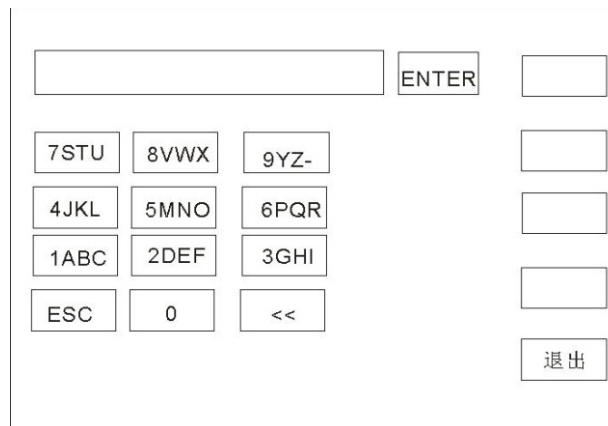 ENTER
7STU 8VWX 9YZ-
4JKL 5MNO 6PQR
1ABC 2DEF 3GHI
ESC 0 <<
退出